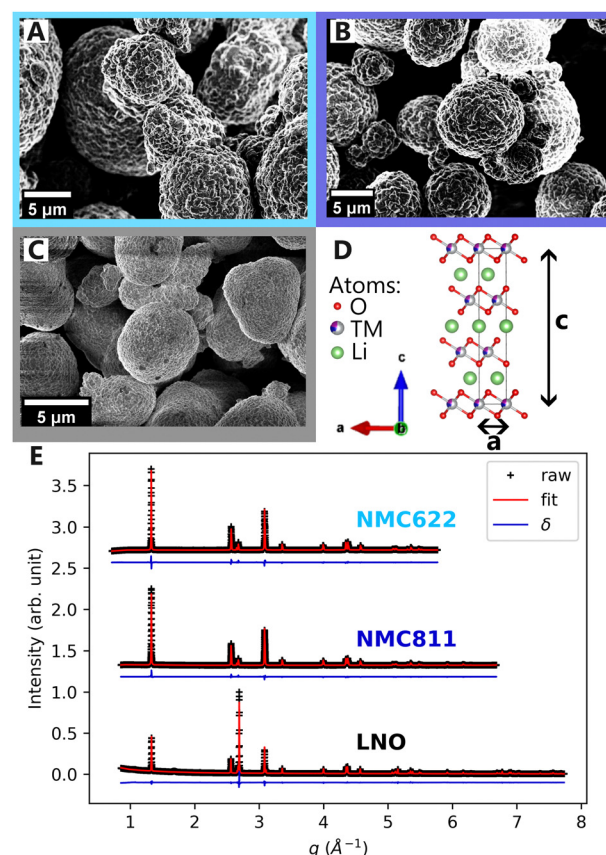 A
5 μm
B
5 μm
C
5 μm
D
Atoms:
O
TM
Li
c
a
b
c
a
E
3.5
3.0
2.5
2.0
1.5
1.0
0.5
0.0
Intensity (arb. unit)
+ raw
fit
δ
NMC622
NMC811
LNO
1 2 3 4 5 6 7 8
q (Å⁻¹)